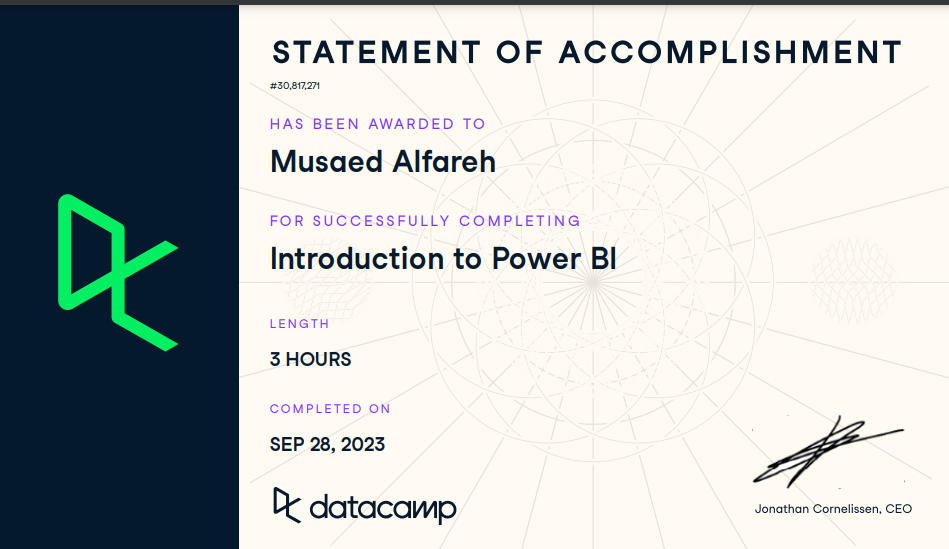 STATEMENT OF ACCOMPLISHMENT
#30,817,271
HAS BEEN AWARDED TO
Musaed Alfareh
FOR SUCCESSFULLY COMPLETING
Introduction to Power BI
LENGTH
3 HOURS
COMPLETED ON
SEP 28, 2023
datacamp
Jonathan Cornelissen, CEO